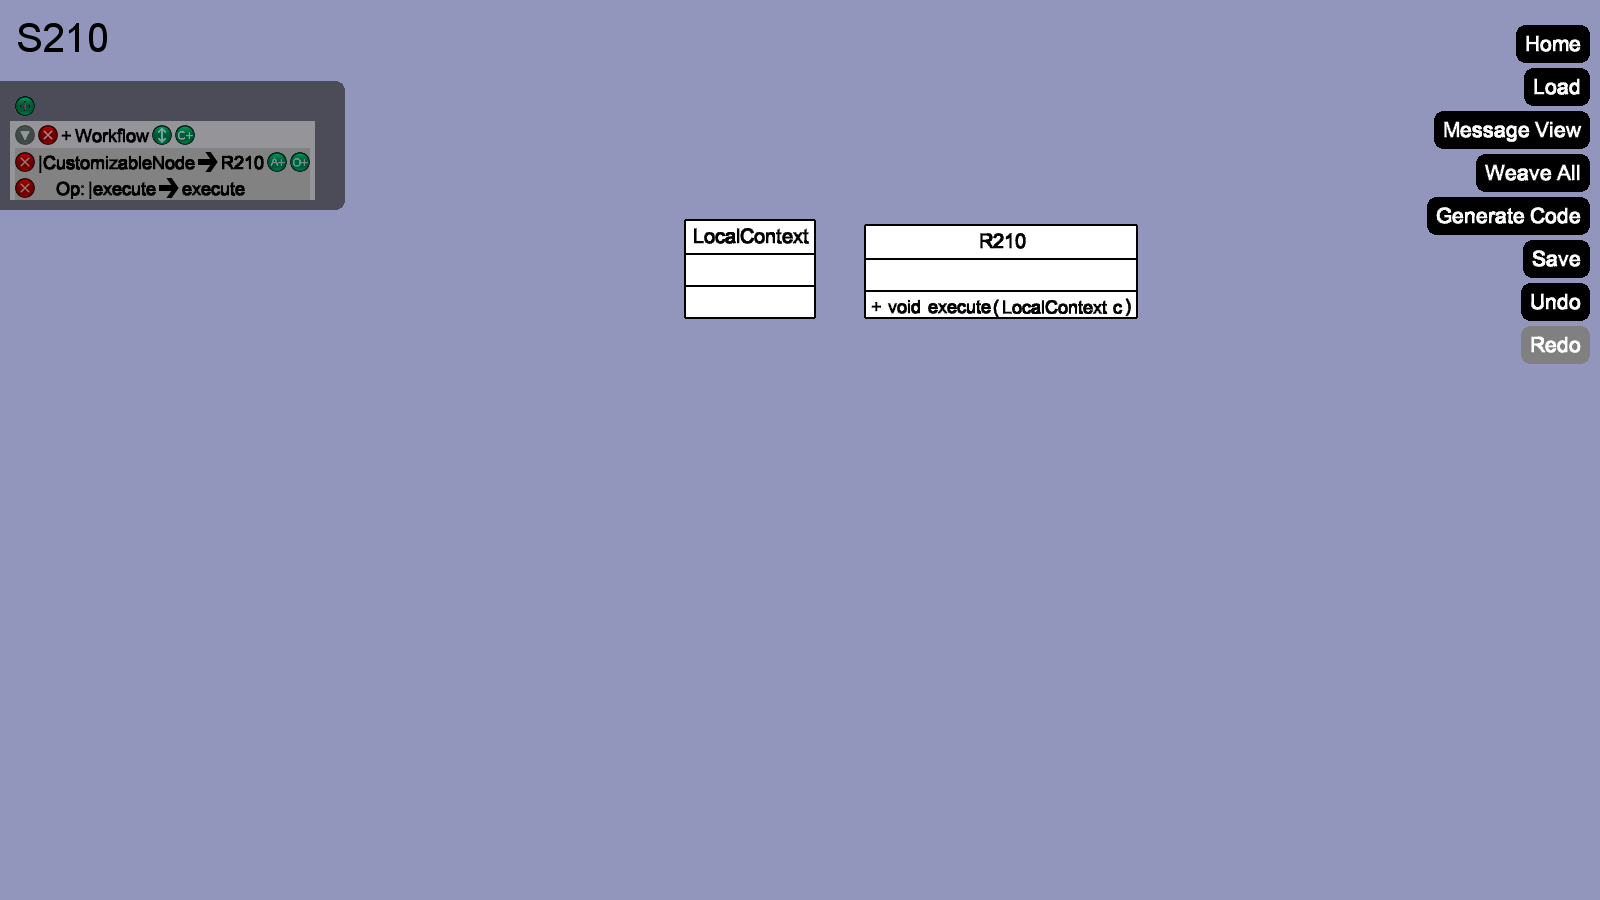 S210
+ Workflow C+
|CustomizableNode➔R210 A+ O+
Op: |execute➔execute
LocalContext
R210
+ void execute(LocalContext c)
Home
Load
Message View
Weave All
Generate Code
Save
Undo
Redo